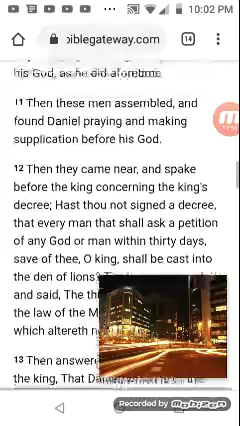 10:02 PM
biblegateway.com
14
his God, as he did aforetime.
11 Then these men assembled, and
found Daniel praying and making
supplication before his God.
12 Then they came near, and spake
before the king concerning the king's
decree; Hast thou not signed a decree,
that every man that shall ask a petition
of any God or man within thirty days,
save of thee, O king, shall be cast into
the den of lions?
and said, The
the law of the
which altereth
13 Then answere
the king, That
Recorded by Mobizen